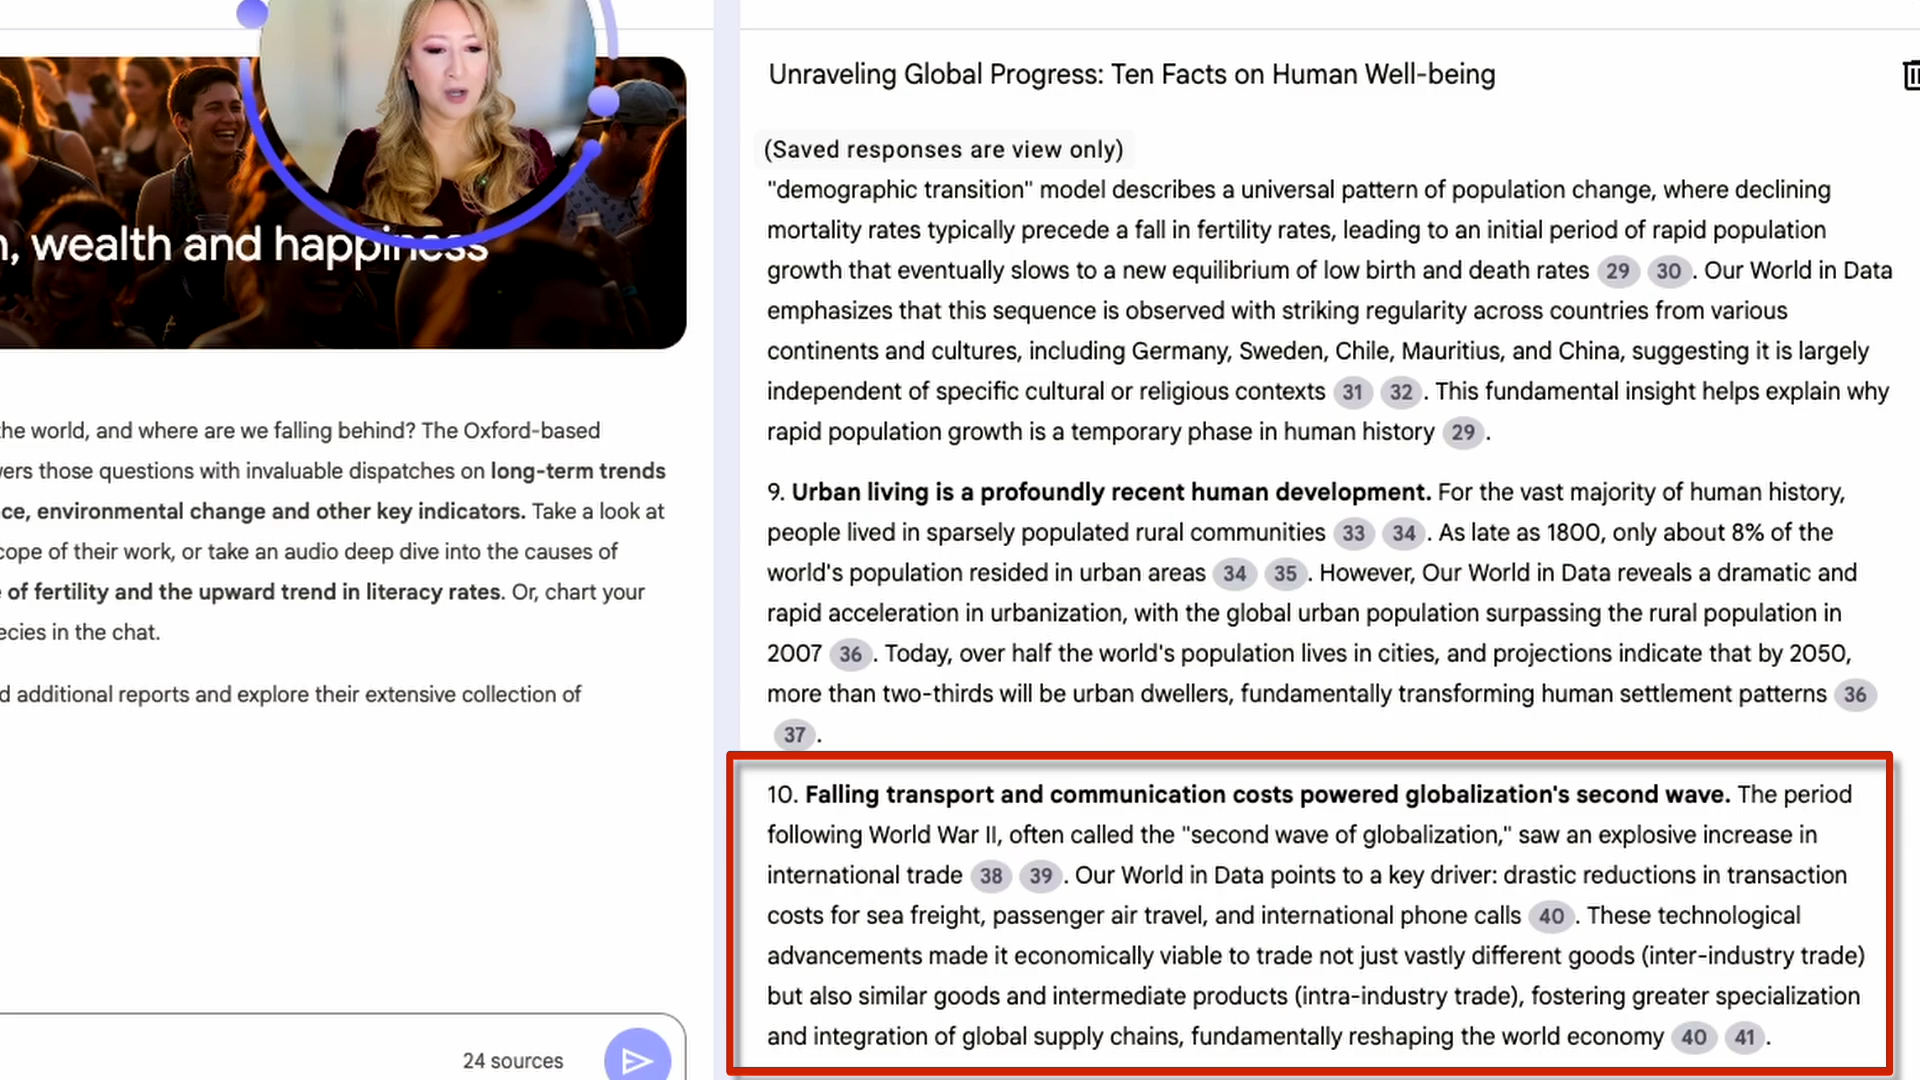 , wealth and happiness
he world, and where are we falling behind? The Oxford-based
ers those questions with invaluable dispatches on long-term trends
ce, environmental change and other key indicators. Take a look at
cope of their work, or take an audio deep dive into the causes of
of fertility and the upward trend in literacy rates. Or, chart your
ecies in the chat.
d additional reports and explore their extensive collection of
24 sources
Unraveling Global Progress: Ten Facts on Human Well-being
(Saved responses are view only)
"demographic transition" model describes a universal pattern of population change, where declining
mortality rates typically precede a fall in fertility rates, leading to an initial period of rapid population
growth that eventually slows to a new equilibrium of low birth and death rates 29 30 . Our World in Data
emphasizes that this sequence is observed with striking regularity across countries from various
continents and cultures, including Germany, Sweden, Chile, Mauritius, and China, suggesting it is largely
independent of specific cultural or religious contexts 31 32 . This fundamental insight helps explain why
rapid population growth is a temporary phase in human history 29 .
9. Urban living is a profoundly recent human development. For the vast majority of human history,
people lived in sparsely populated rural communities 33 34 . As late as 1800, only about 8% of the
world's population resided in urban areas 34 35 . However, Our World in Data reveals a dramatic and
rapid acceleration in urbanization, with the global urban population surpassing the rural population in
2007 36 . Today, over half the world's population lives in cities, and projections indicate that by 2050,
more than two-thirds will be urban dwellers, fundamentally transforming human settlement patterns 36
37 .
10. Falling transport and communication costs powered globalization's second wave. The period
following World War II, often called the "second wave of globalization," saw an explosive increase in
international trade 38 39 . Our World in Data points to a key driver: drastic reductions in transaction
costs for sea freight, passenger air travel, and international phone calls 40 . These technological
advancements made it economically viable to trade not just vastly different goods (inter-industry trade)
but also similar goods and intermediate products (intra-industry trade), fostering greater specialization
and integration of global supply chains, fundamentally reshaping the world economy 40 41 .